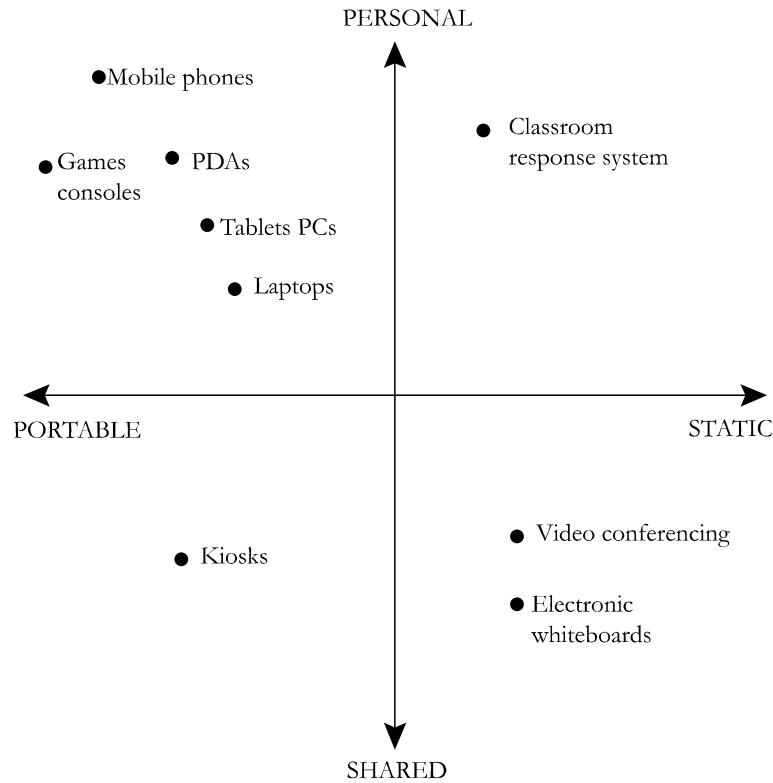 PERSONAL
Mobile phones
Classroom
response system
Games
consoles
PDAs
Tablets PCs
Laptops
PORTABLE
STATIC
Kiosks
Video conferencing
Electronic
whiteboards
SHARED